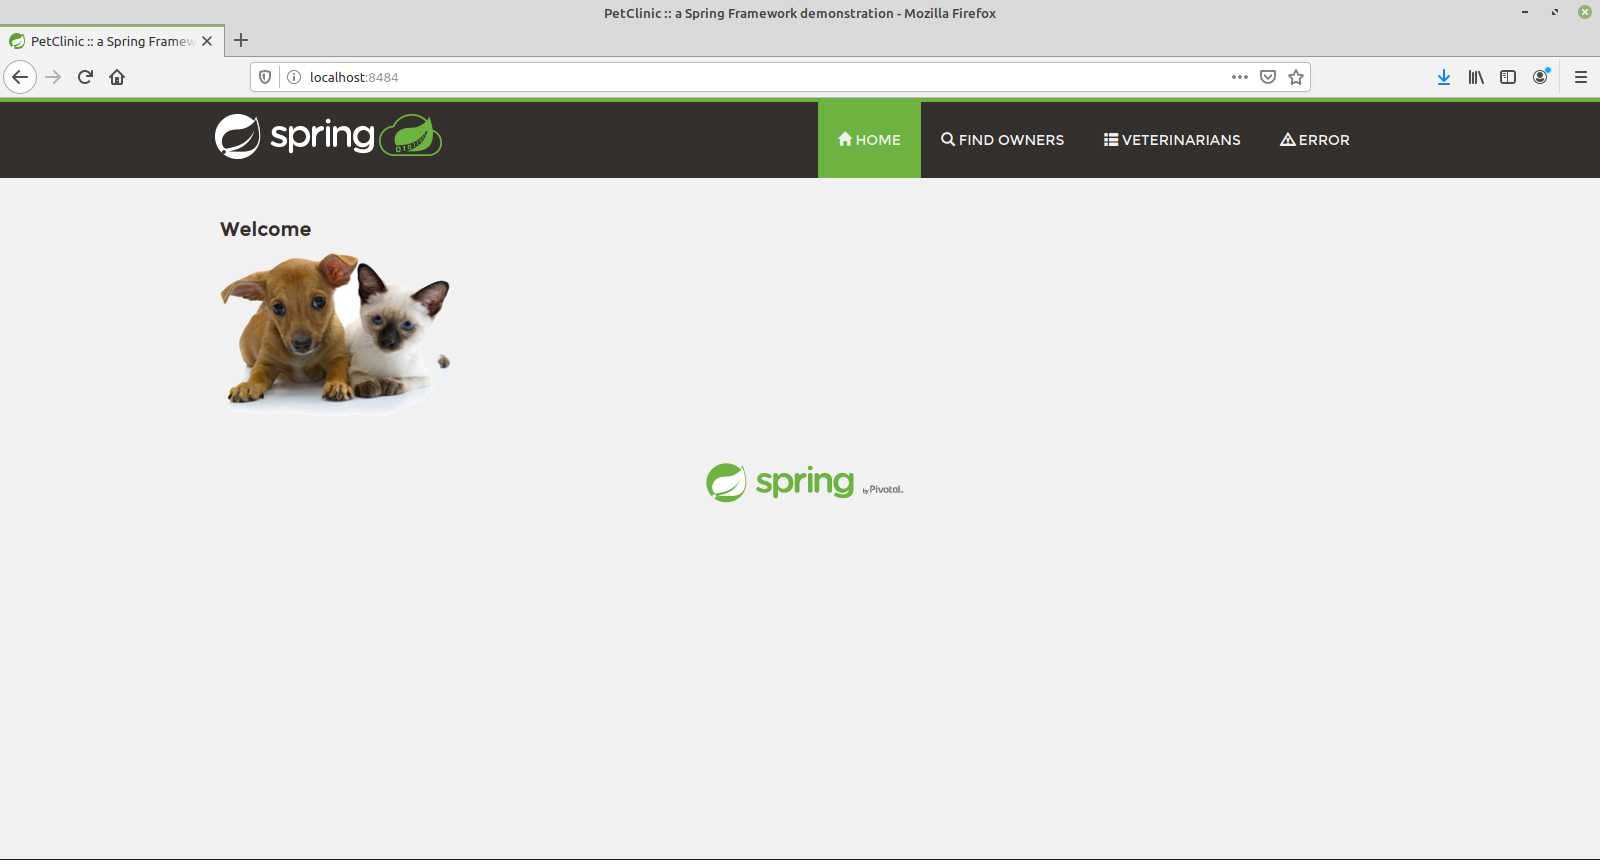 PetClinic :: a Spring Framework demonstration - Mozilla Firefox
PetClinic :: a Spring Framew
localhost:8484
spring
HOME
FIND OWNERS
VETERINARIANS
ERROR
Welcome
spring by Pivotal